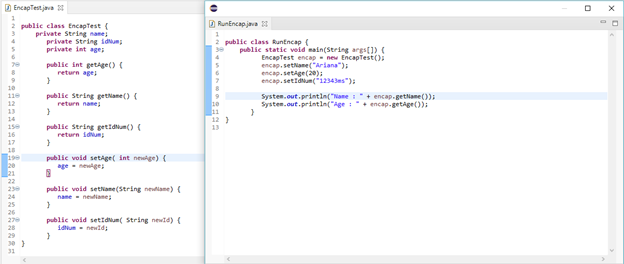 EncapTest.java
1
2 public class EncapTest {
3 private String name;
4 private String idNum;
5 private int age;
6
7 public int getAge() {
8 return age;
9 }
10
11 public String getName() {
12 return name;
13 }
14
15 public String getIdNum() {
16 return idNum;
17 }
18
19 public void setAge( int newAge) {
20 age = newAge;
21 }
22
23 public void setName(String newName) {
24 name = newName;
25 }
26
27 public void setIdNum( String newId) {
28 idNum = newId;
29 }
30 }
31
RunEncap.java
1
2 public class RunEncap {
3 public static void main(String args[]) {
4 EncapTest encap = new EncapTest();
5 encap.setName("Ariana");
6 encap.setAge(20);
7 encap.setIdNum("12343ms");
8
9 System.out.println("Name : " + encap.getName());
10 System.out.println("Age : " + encap.getAge());
11 }
12 }
13